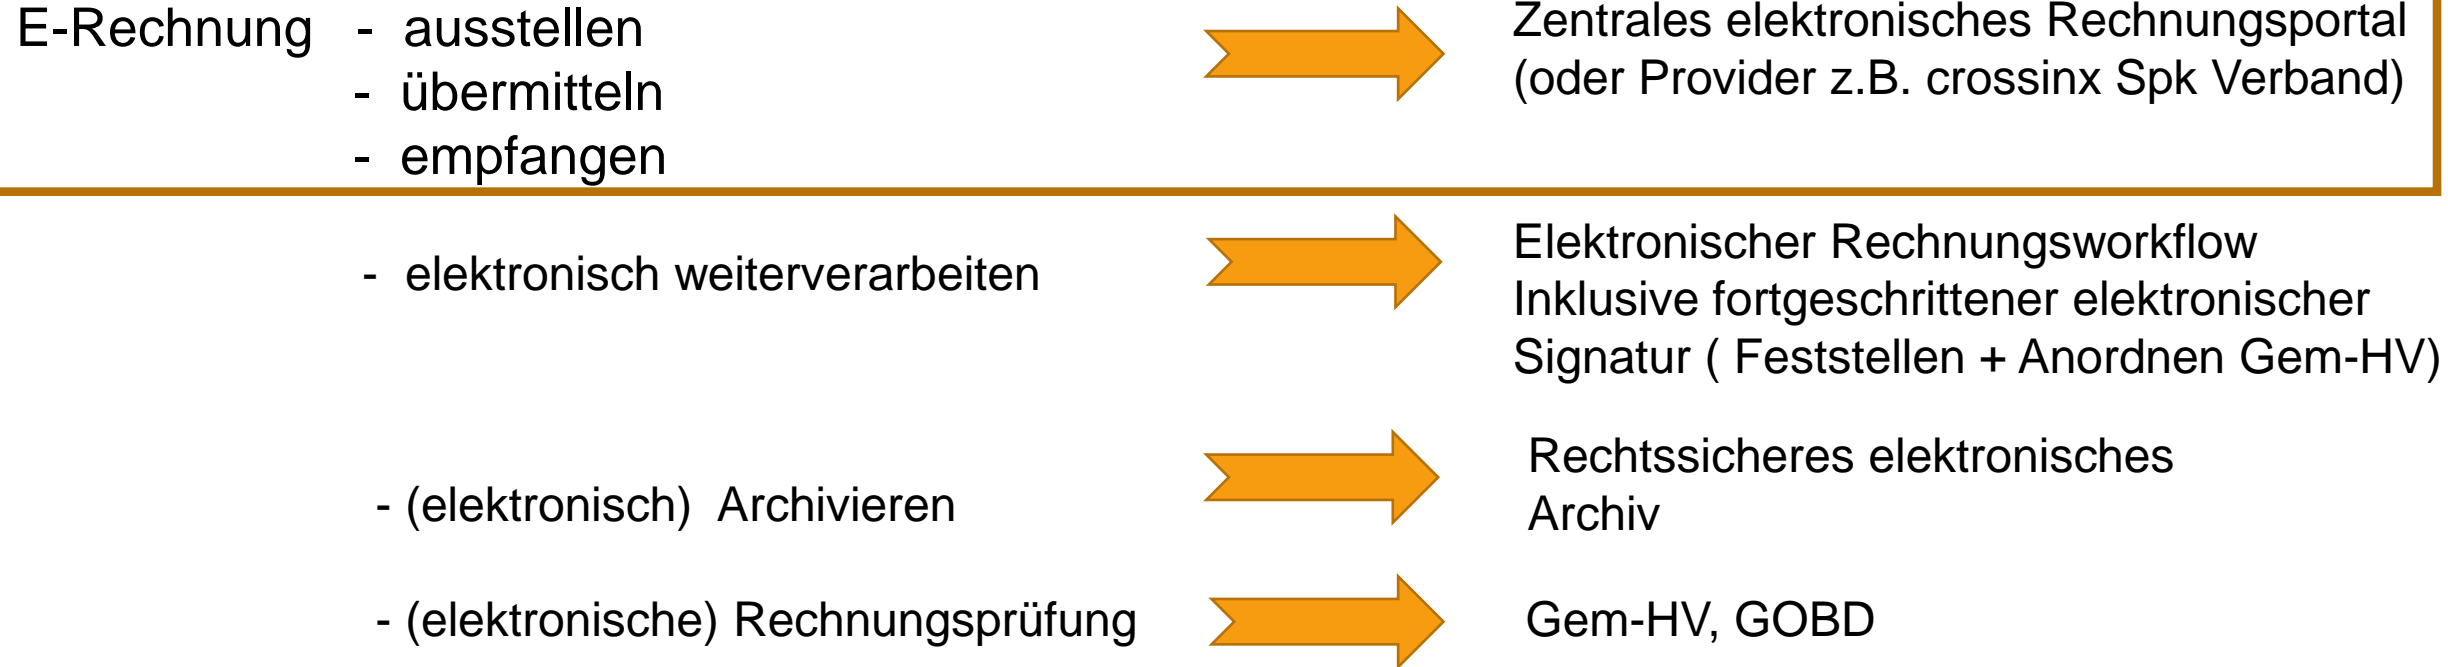 E-Rechnung - ausstellen
- übermitteln
- empfangen
Zentrales elektronisches Rechnungsportal
(oder Provider z.B. crossinx Spk Verband)
- elektronisch weiterverarbeiten
Elektronischer Rechnungsworkflow
Inklusive fortgeschrittener elektronischer
Signatur ( Feststellen + Anordnen Gem-HV)
- (elektronisch) Archivieren
Rechtssicheres elektronisches
Archiv
- (elektronische) Rechnungsprüfung
Gem-HV, GOBD